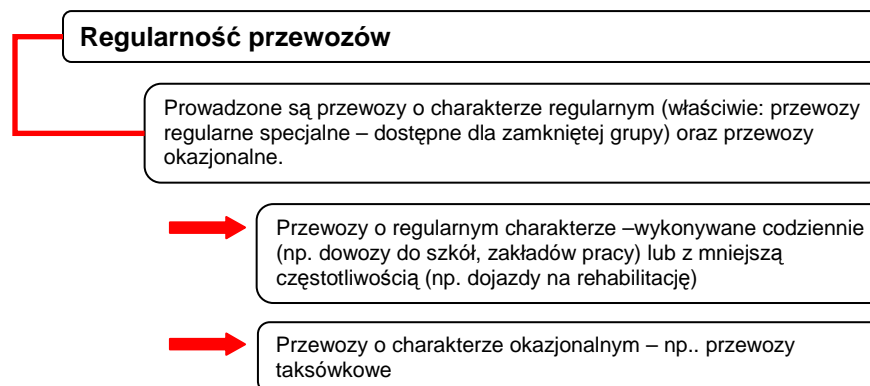 Regularność przewozów
Prowadzone są przewozy o charakterze regularnym (właściwie: przewozy
regularne specjalne – dostępne dla zamkniętej grupy) oraz przewozy
okazjonalne.
Przewozy o regularnym charakterze –wykonywane codziennie
(np. dowozy do szkół, zakładów pracy) lub z mniejszą
częstotliwością (np. dojazdy na rehabilitację)
Przewozy o charakterze okazjonalnym – np.. przewozy
taksówkowe